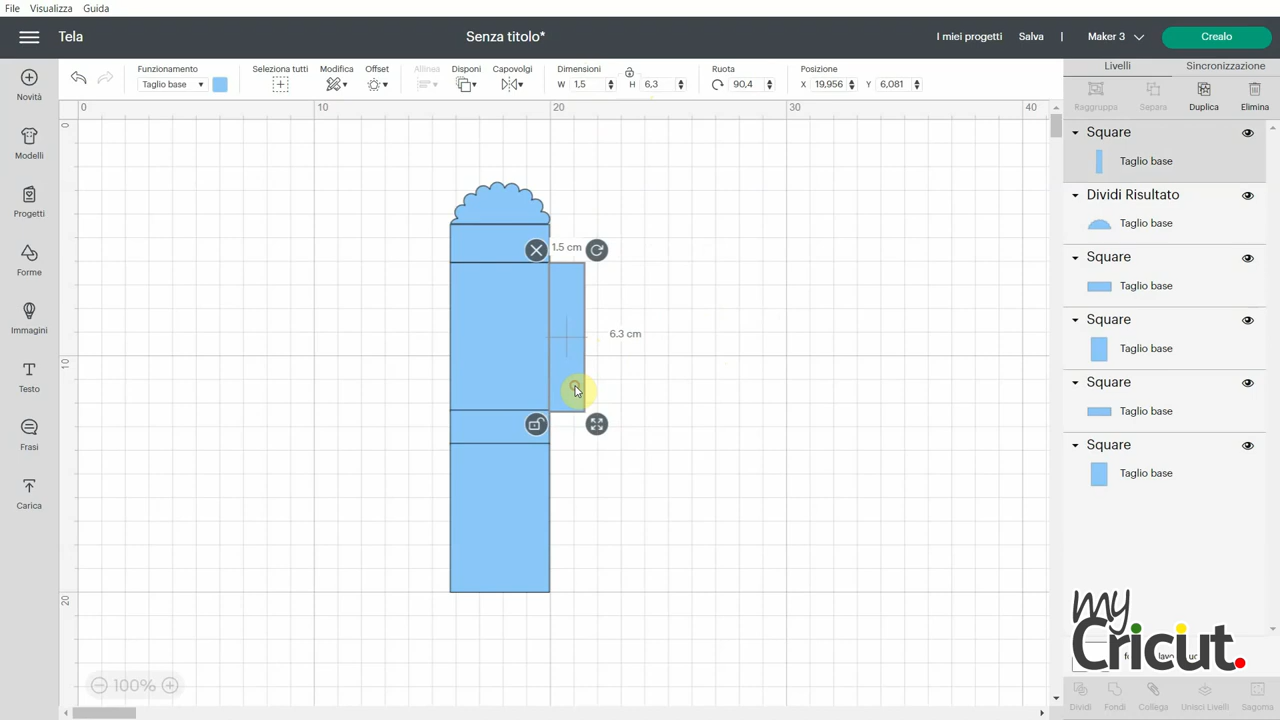 File Visualizza Guida
Tela
Senza titolo*
I miei progetti Salva Maker 3 Crealo
Funzionamento Seleziona tutti Modifica Offset Allinea Disponi Capovolgi Dimensioni Ruota Posizione
Taglio base W 1,5 H 6,3 90,4 X 19,956 Y 6,081
Livelli Sincronizzazione
Raggruppa Separa Duplica Elimina
0 10 20 30 40
0
10
20
Novità
Modelli
Progetti
Forme
Immagini
Testo
Frasi
Carica
1.5 cm
6.3 cm
Square
Taglio base
Dividi Risultato
Taglio base
Square
Taglio base
Square
Taglio base
Square
Taglio base
Square
Taglio base
my
Cricut.
100%
Dividi Fondi Collega Unisci Livelli Sagoma